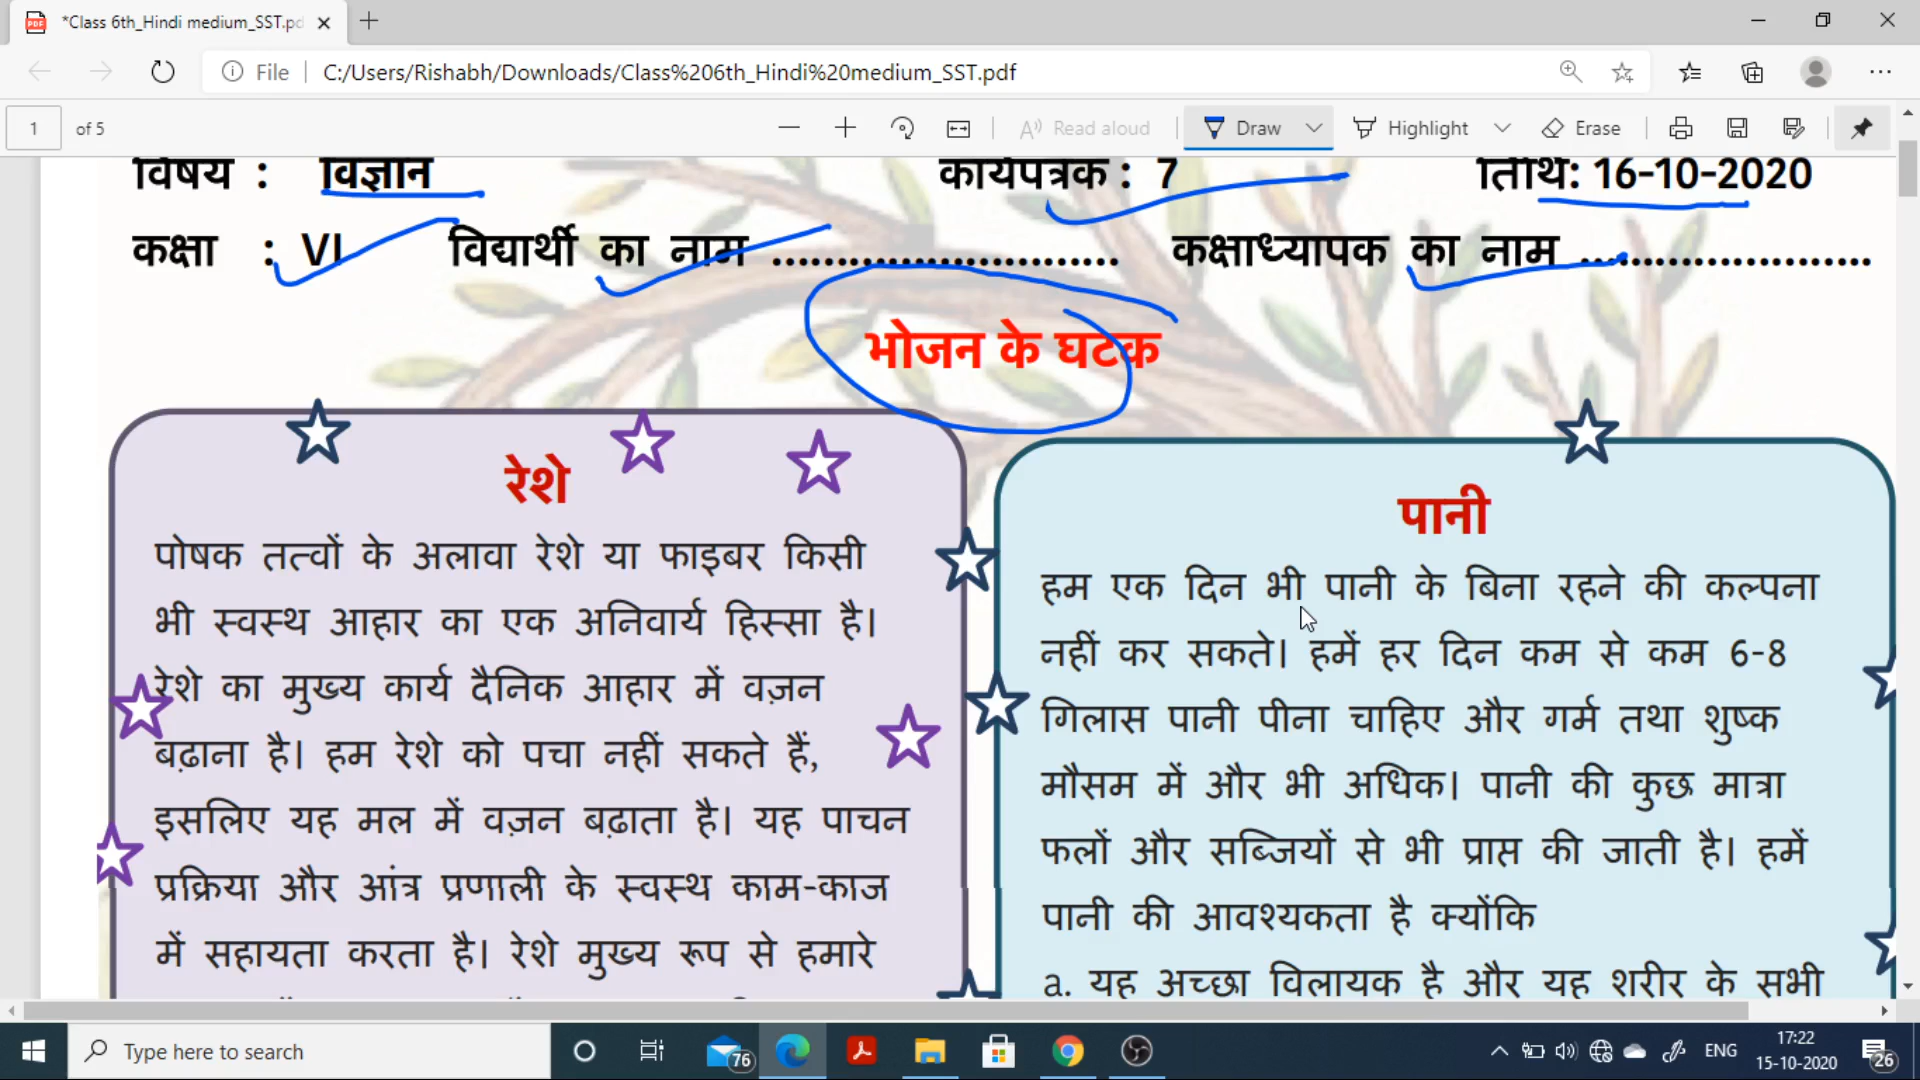 *Class 6th_Hindi medium_SST.pd
File
C:/Users/Rishabh/Downloads/Class%206th_Hindi%20medium_SST.pdf
1 of 5
Read aloud
Draw
Highlight
Erase
विषय : विज्ञान कार्यपत्रक : 7 तिथि: 16-10-2020
कक्षा : VI विद्यार्थी का नाम ........................... कक्षाध्यापक का नाम ......................
भोजन के घटक
रेशे
पोषक तत्वों के अलावा रेशे या फाइबर किसी
भी स्वस्थ आहार का एक अनिवार्य हिस्सा है।
रेशे का मुख्य कार्य दैनिक आहार में वज़न
बढ़ाना है। हम रेशे को पचा नहीं सकते हैं,
इसलिए यह मल में वज़न बढ़ाता है। यह पाचन
प्रक्रिया और आंत्र प्रणाली के स्वस्थ काम-काज
में सहायता करता है। रेशे मुख्य रूप से हमारे
पानी
हम एक दिन भी पानी के बिना रहने की कल्पना
नहीं कर सकते। हमें हर दिन कम से कम 6-8
गिलास पानी पीना चाहिए और गर्म तथा शुष्क
मौसम में और भी अधिक। पानी की कुछ मात्रा
फलों और सब्जियों से भी प्राप्त की जाती है। हमें
पानी की आवश्यकता है क्योंकि
a. यह अच्छा विलायक है और यह शरीर के सभी
Type here to search
76
ENG
17:22
15-10-2020
26